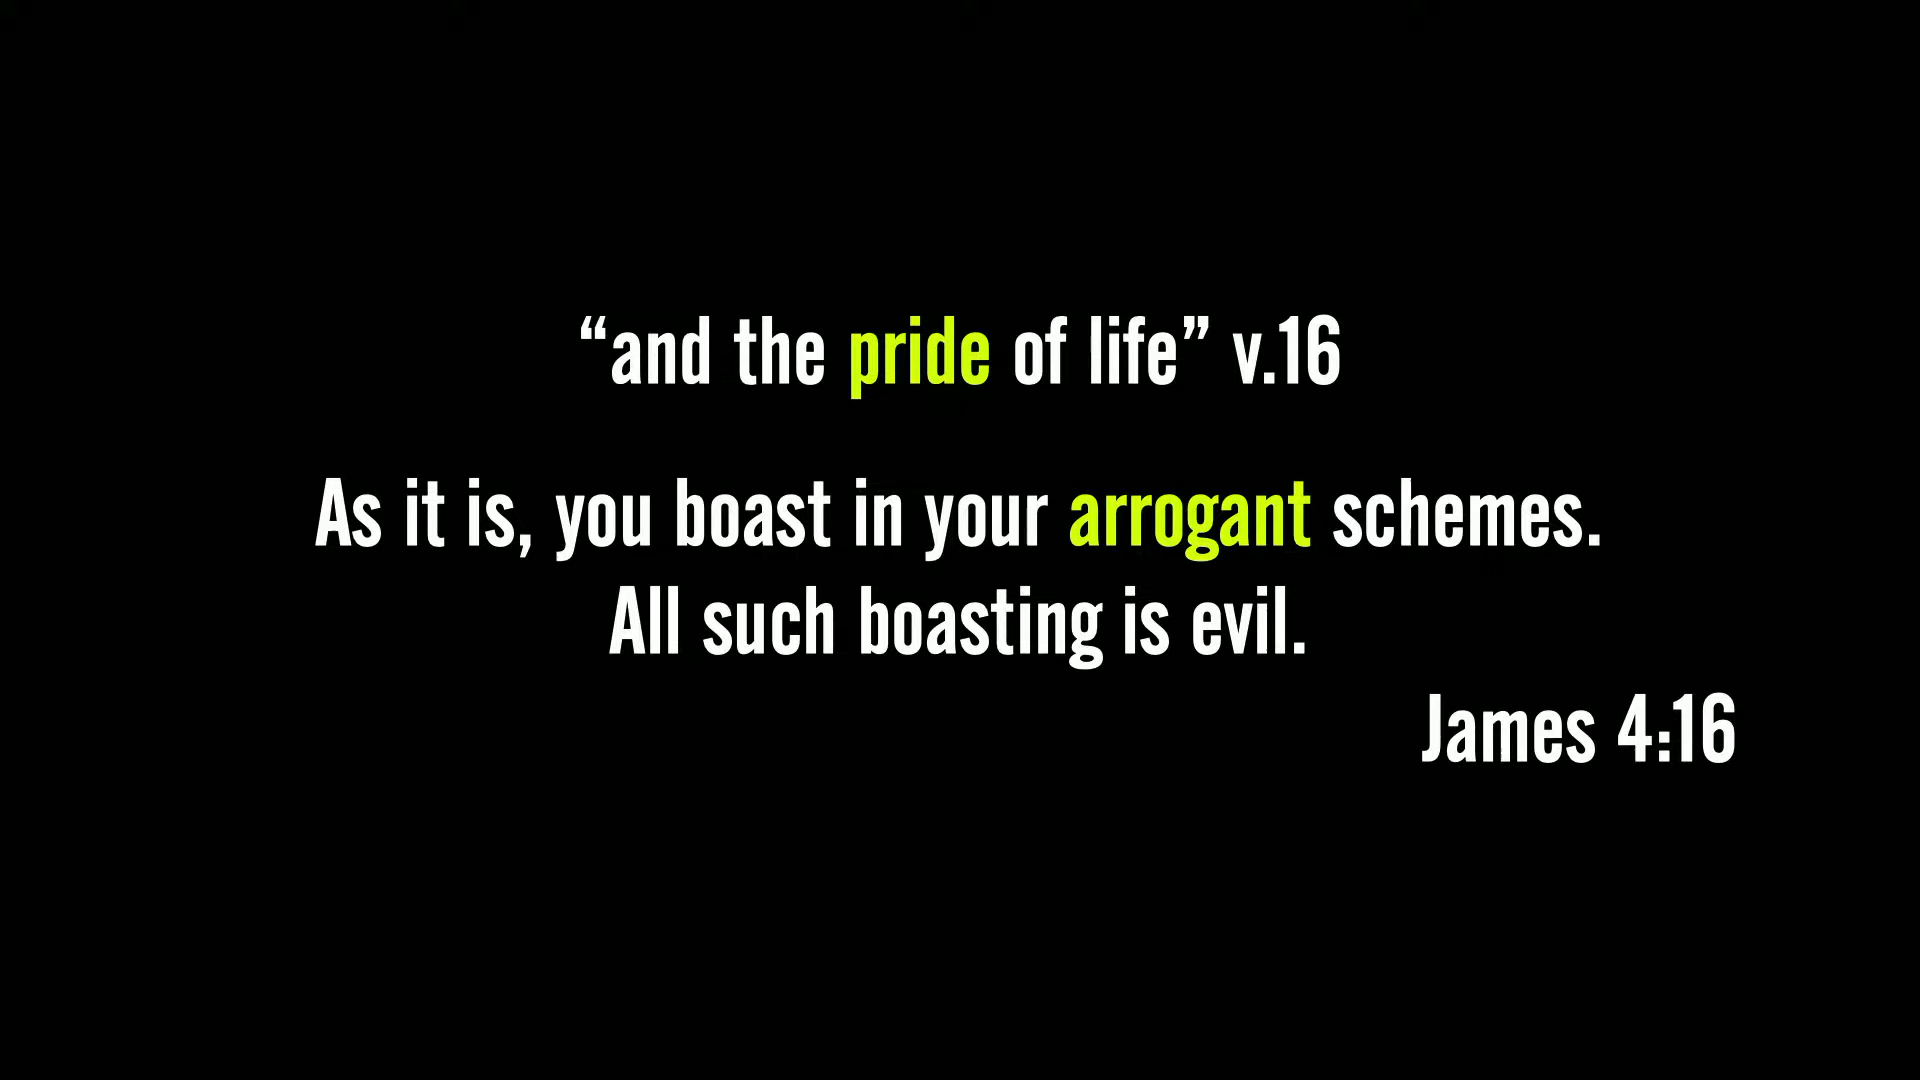 “and the pride of life” v.16
As it is, you boast in your arrogant schemes.
All such boasting is evil.
James 4:16